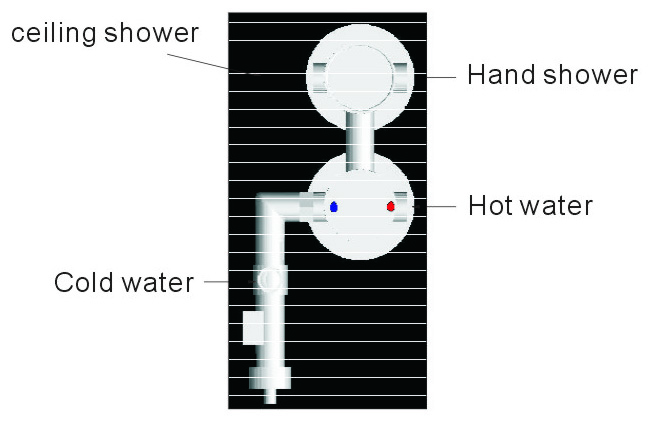 ceiling shower
Hand shower
Hot water
Cold water